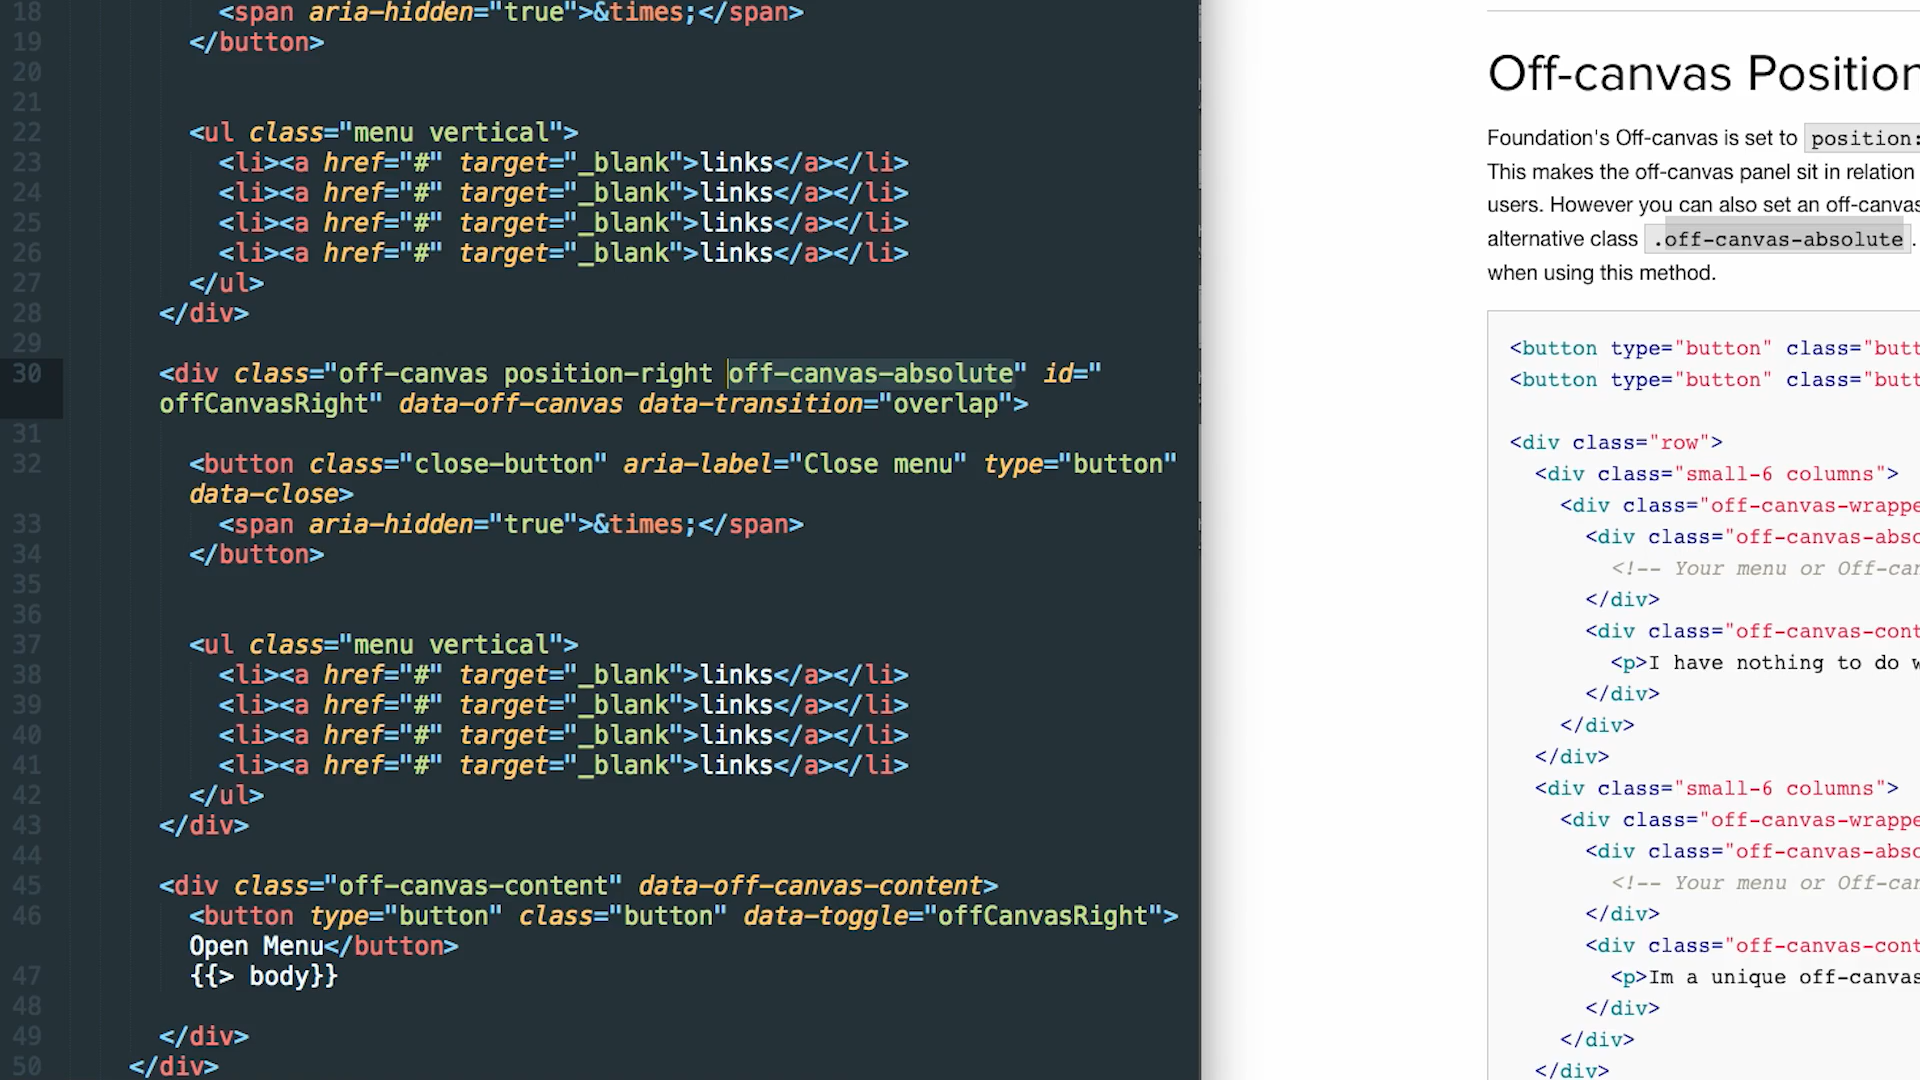 18 <span aria-hidden="true">&times;</span>
19 </button>
20
21
22 <ul class="menu vertical">
23 <li><a href="#" target="_blank">links</a></li>
24 <li><a href="#" target="_blank">links</a></li>
25 <li><a href="#" target="_blank">links</a></li>
26 <li><a href="#" target="_blank">links</a></li>
27 </ul>
28 </div>
29
30 <div class="off-canvas position-right off-canvas-absolute" id="
offCanvasRight" data-off-canvas data-transition="overlap">
31
32 <button class="close-button" aria-label="Close menu" type="button"
data-close>
33 <span aria-hidden="true">&times;</span>
34 </button>
35
36
37 <ul class="menu vertical">
38 <li><a href="#" target="_blank">links</a></li>
39 <li><a href="#" target="_blank">links</a></li>
40 <li><a href="#" target="_blank">links</a></li>
41 <li><a href="#" target="_blank">links</a></li>
42 </ul>
43 </div>
44
45 <div class="off-canvas-content" data-off-canvas-content>
46 <button type="button" class="button" data-toggle="offCanvasRight">
Open Menu</button>
47 {{> body}}
48
49 </div>
50 </div>
Off-canvas Position
Foundation's Off-canvas is set to position:
This makes the off-canvas panel sit in relation
users. However you can also set an off-canvas
alternative class .off-canvas-absolute.
when using this method.
<button type="button" class="butt
<button type="button" class="butt
<div class="row">
<div class="small-6 columns">
<div class="off-canvas-wrappe
<div class="off-canvas-abso
<!-- Your menu or Off-can
</div>
<div class="off-canvas-cont
<p>I have nothing to do w
</div>
</div>
</div>
<div class="small-6 columns">
<div class="off-canvas-wrappe
<div class="off-canvas-abso
<!-- Your menu or Off-can
</div>
<div class="off-canvas-cont
<p>Im a unique off-canvas
</div>
</div>
</div>